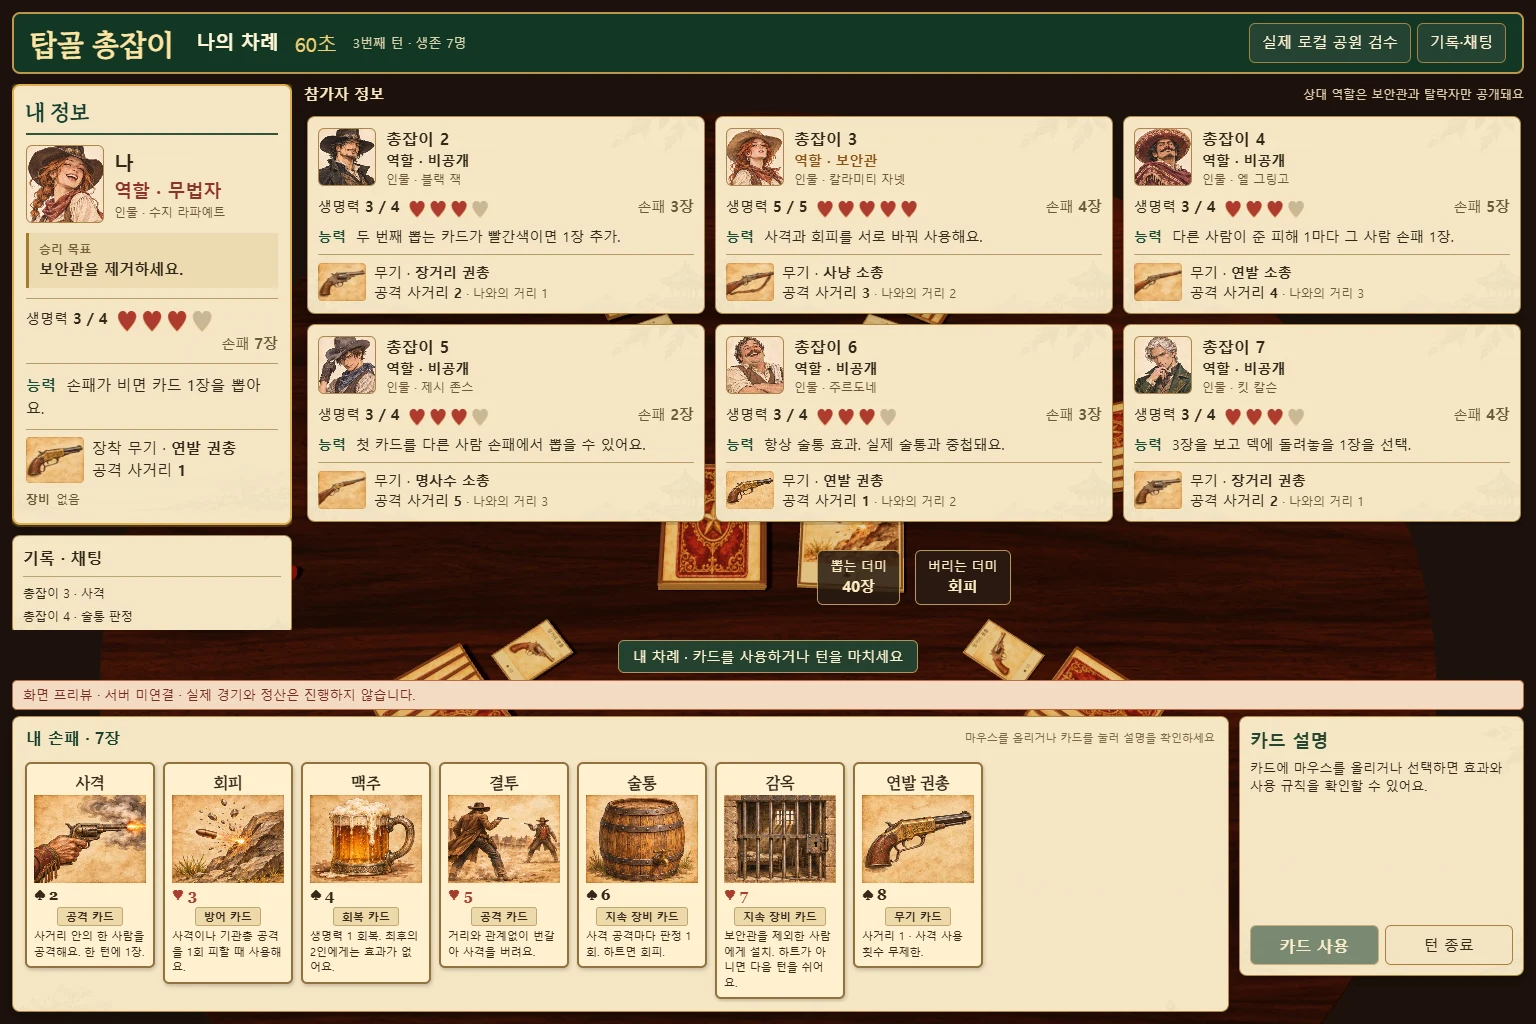 탑골 총잡이
나의 차례
60초
3번째 턴 · 생존 7명
실제 로컬 공원 검수
기록·채팅
내 정보
나
역할 · 무법자
인물 · 수지 라파예트
승리 목표
보안관을 제거하세요.
생명력 3 / 4
손패 7장
능력 손패가 비면 카드 1장을 뽑아
요.
장착 무기 · 연발 권총
공격 사거리 1
장비 없음
기록 · 채팅
총잡이 3 · 사격
총잡이 4 · 술통 판정
참가자 정보
상대 역할은 보안관과 탈락자만 공개돼요
총잡이 2
역할 · 비공개
인물 · 블랙 잭
생명력 3 / 4
손패 3장
능력 두 번째 뽑는 카드가 빨간색이면 1장 추가.
무기 · 장거리 권총
공격 사거리 2 · 나와의 거리 1
총잡이 3
역할 · 보안관
인물 · 칼라미티 자넷
생명력 5 / 5
손패 4장
능력 사격과 회피를 서로 바꿔 사용해요.
무기 · 사냥 소총
공격 사거리 3 · 나와의 거리 2
총잡이 4
역할 · 비공개
인물 · 엘 그링고
생명력 3 / 4
손패 5장
능력 다른 사람이 준 피해 1마다 그 사람 손패 1장.
무기 · 연발 소총
공격 사거리 4 · 나와의 거리 3
총잡이 5
역할 · 비공개
인물 · 제시 존스
생명력 3 / 4
손패 2장
능력 첫 카드를 다른 사람 손패에서 뽑을 수 있어요.
무기 · 명사수 소총
공격 사거리 5 · 나와의 거리 3
총잡이 6
역할 · 비공개
인물 · 주르도네
생명력 3 / 4
손패 3장
능력 항상 술통 효과. 실제 술통과 중첩돼요.
무기 · 연발 권총
공격 사거리 1 · 나와의 거리 2
총잡이 7
역할 · 비공개
인물 · 킷 칼슨
생명력 3 / 4
손패 4장
능력 3장을 보고 덱에 돌려놓을 1장을 선택.
무기 · 장거리 권총
공격 사거리 2 · 나와의 거리 1
뽑는 더미
40장
버리는 더미
회피
내 차례 · 카드를 사용하거나 턴을 마치세요
화면 프리뷰 · 서버 미연결 · 실제 경기와 정산은 진행하지 않습니다.
내 손패 · 7장
마우스를 올리거나 카드를 눌러 설명을 확인하세요
사격
♠ 2
공격 카드
사거리 안의 한 사람을
공격해요. 한 턴에 1장.
회피
♥ 3
방어 카드
사격이나 기관총 공격
을 1회 피할 때 사용해
요.
맥주
♠ 4
회복 카드
생명력 1 회복. 최후의
2인에게는 효과가 없
어요.
결투
♥ 5
공격 카드
거리와 관계없이 번갈
아 사격을 버려요.
술통
♠ 6
지속 장비 카드
사격 공격마다 판정 1
회. 하트면 회피.
감옥
♥ 7
지속 장비 카드
보안관을 제외한 사람
에게 설치. 하트가 아
니면 다음 턴을 쉬어
요.
연발 권총
♠ 8
무기 카드
사거리 1 · 사격 사용
횟수 무제한.
카드 설명
카드에 마우스를 올리거나 선택하면 효과와
사용 규칙을 확인할 수 있어요.
카드 사용
턴 종료